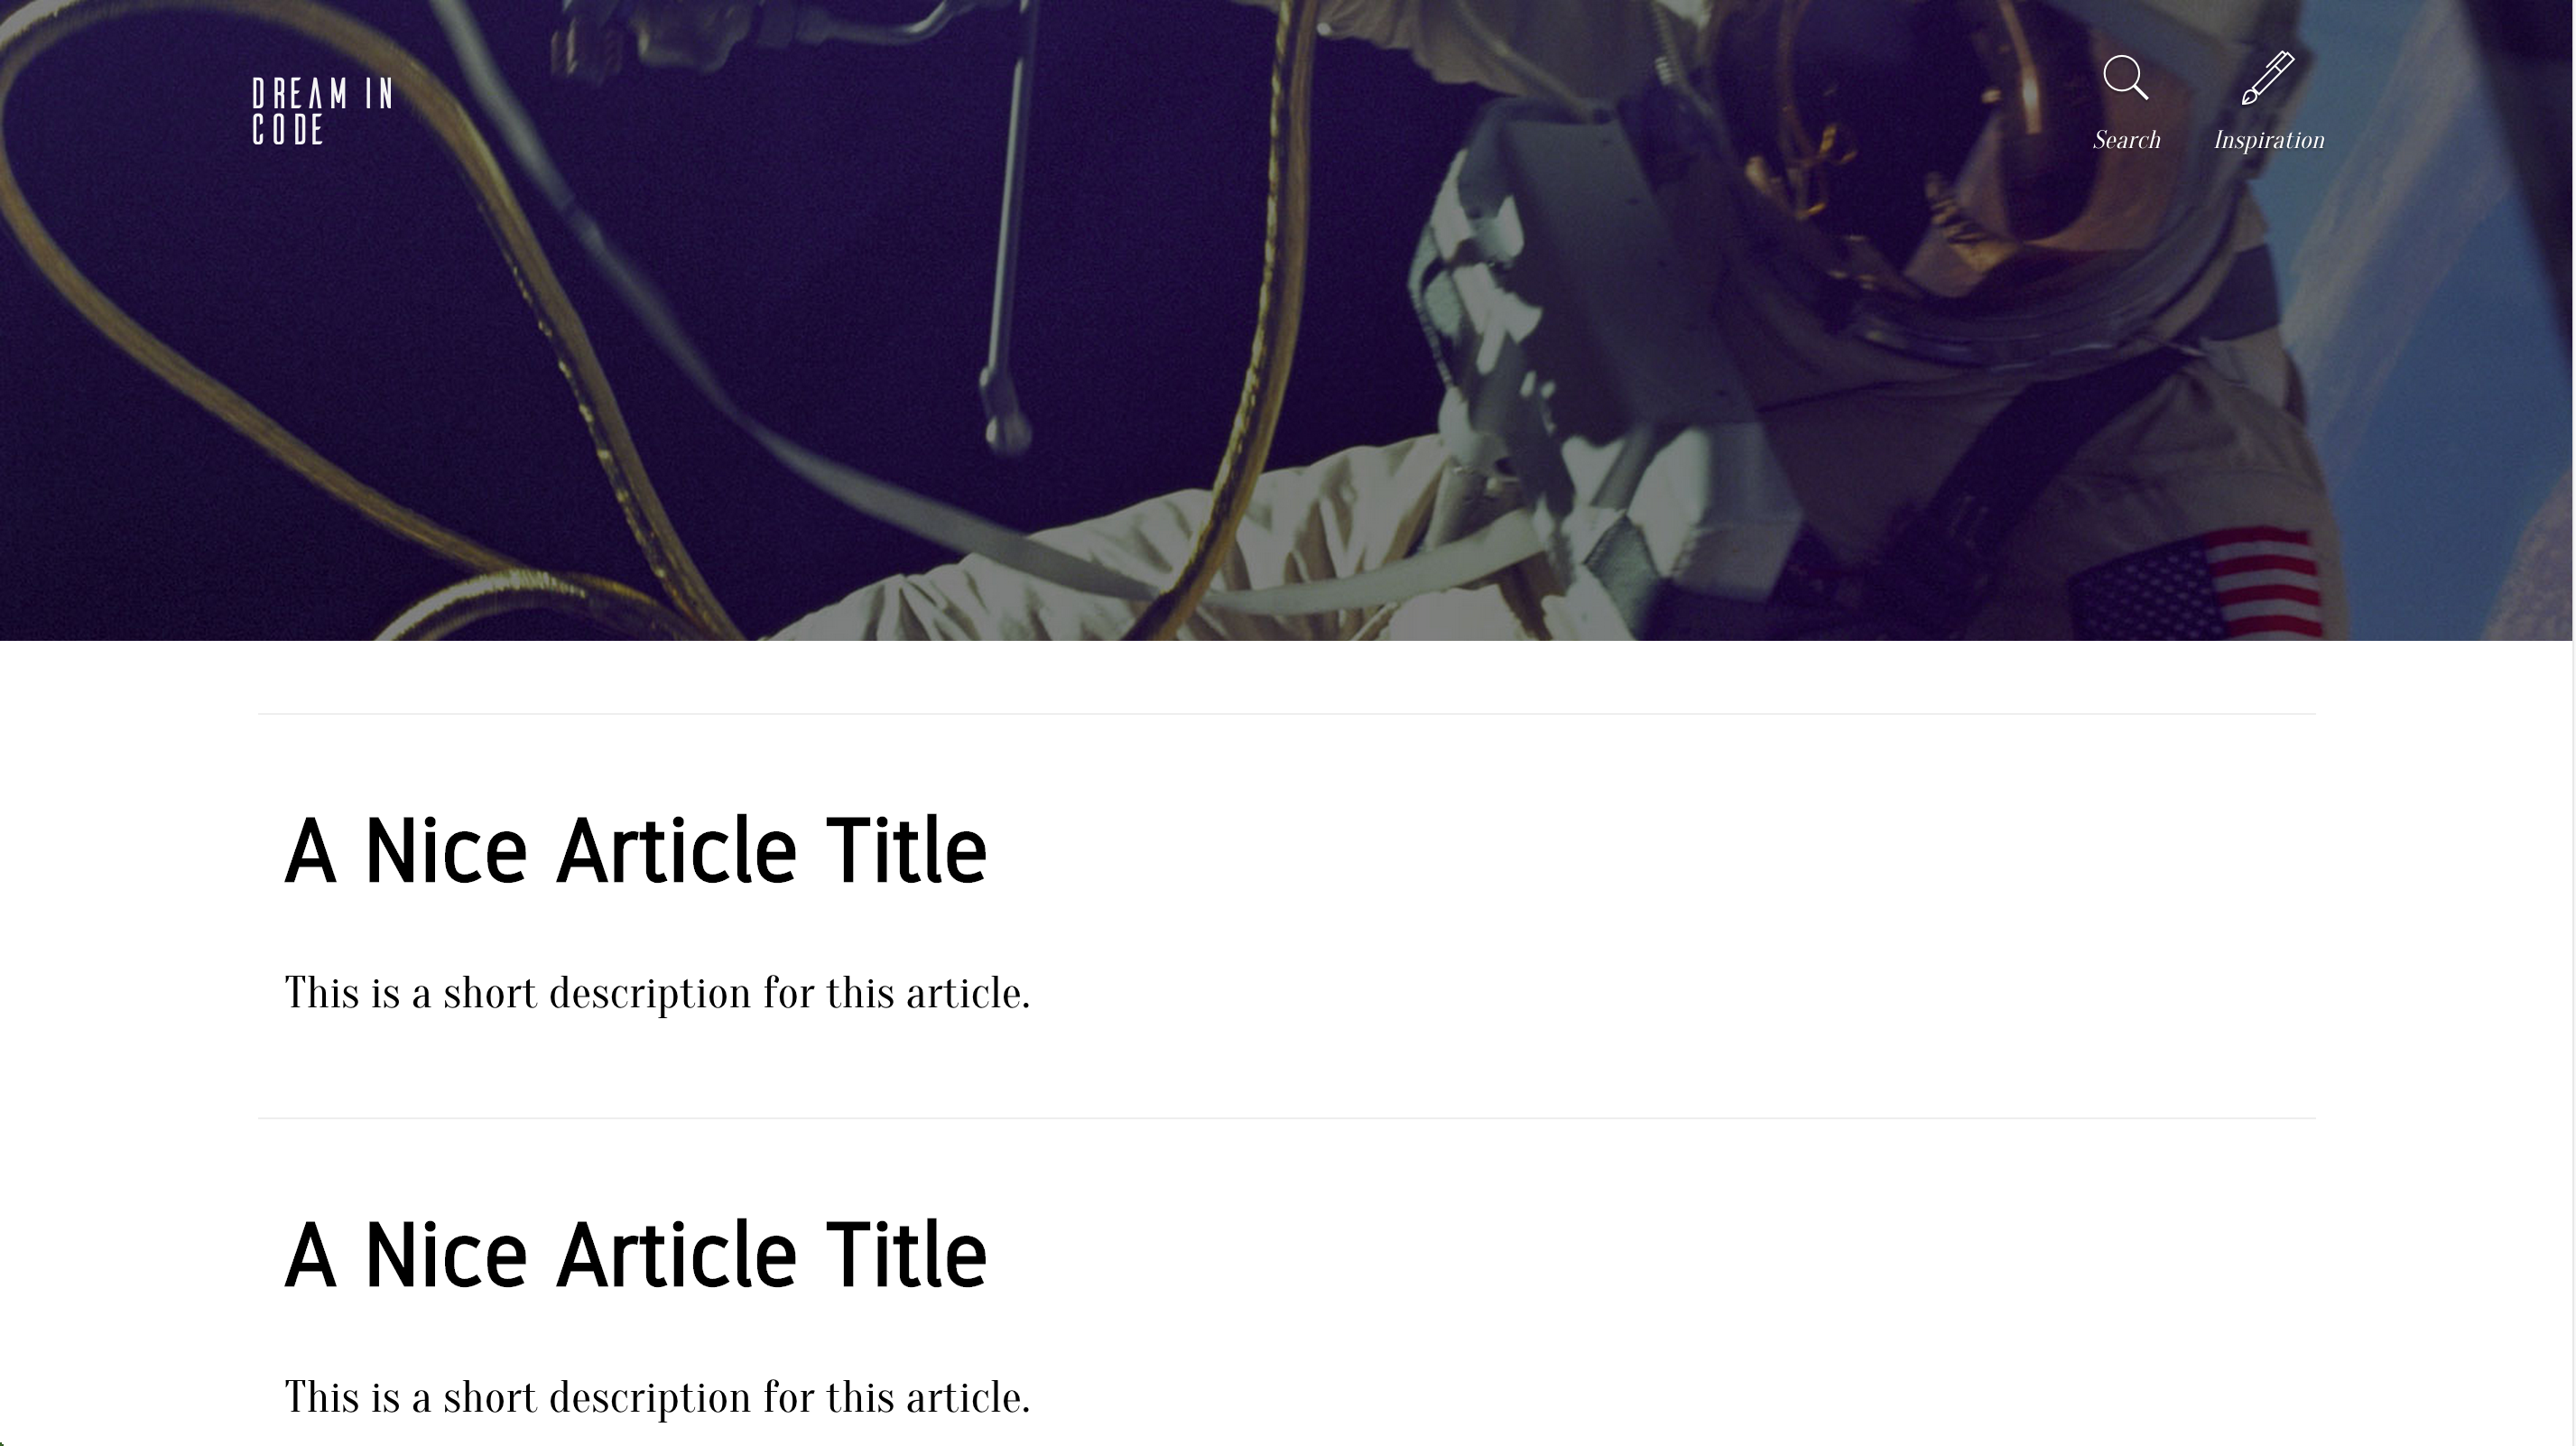 DREAM IN
CODE
Search
Inspiration
A Nice Article Title
This is a short description for this article.
A Nice Article Title
This is a short description for this article.